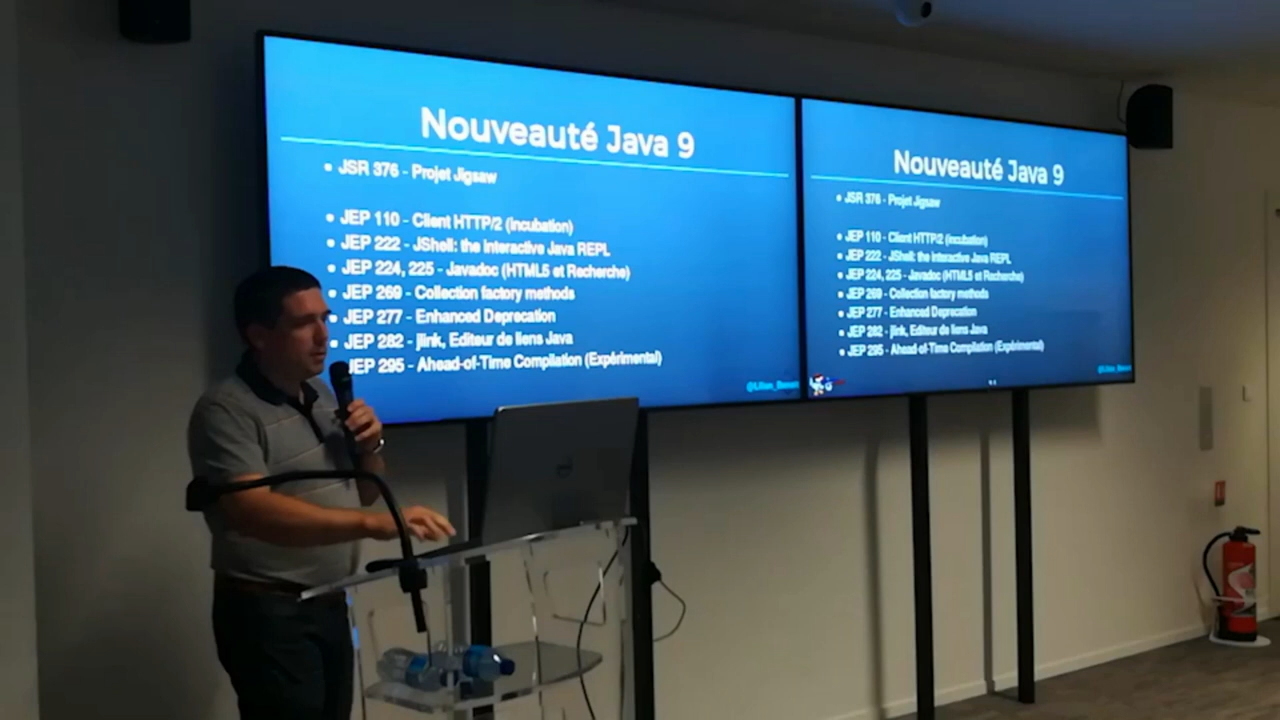 Nouveauté Java 9
JSR 376 - Projet Jigsaw
JEP 110 - Client HTTP/2 (incubation)
JEP 222 - JShell: the interactive Java REPL
JEP 224, 225 - Javadoc (HTML5 et Recherche)
JEP 269 - Collection factory methods
JEP 277 - Enhanced Deprecation
JEP 282 - jlink, Editeur de liens Java
JEP 295 - Ahead-of-Time Compilation (Expérimental)
@Lilian_Benoit
Nouveauté Java 9
JSR 376 - Projet Jigsaw
JEP 110 - Client HTTP/2 (incubation)
JEP 222 - JShell: the interactive Java REPL
JEP 224, 225 - Javadoc (HTML5 et Recherche)
JEP 269 - Collection factory methods
JEP 277 - Enhanced Deprecation
JEP 282 - jlink, Editeur de liens Java
JEP 295 - Ahead-of-Time Compilation (Expérimental)